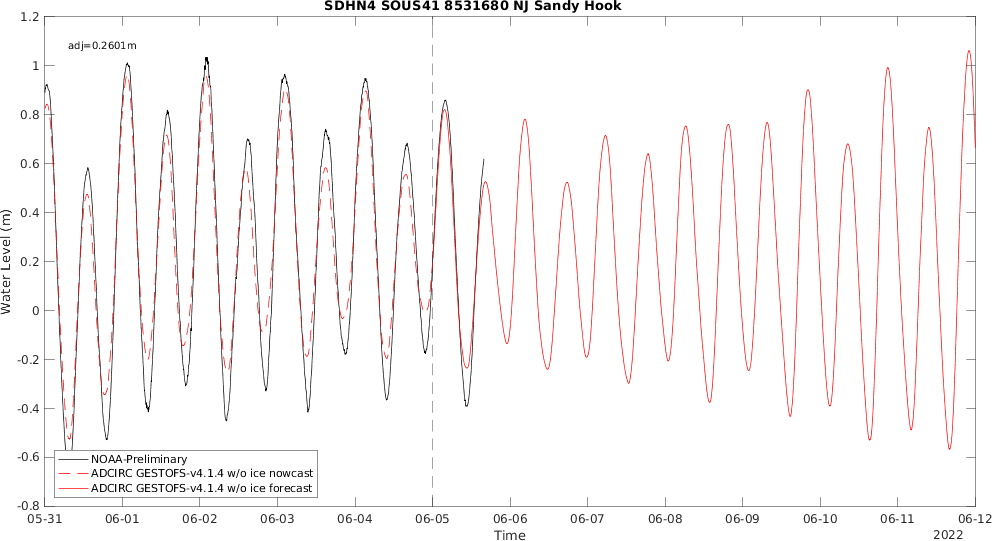 SDHN4 SOUS41 8531680 NJ Sandy Hook
1.2
adj=0.2601m
1
0.8
0.6
0.4
0.2
0
-0.2
-0.4
-0.6
-0.8
Water Level (m)
NOAA-Preliminary
ADCIRC GESTOFS-v4.1.4 w/o ice nowcast
ADCIRC GESTOFS-v4.1.4 w/o ice forecast
05-31 06-01 06-02 06-03 06-04 06-05 06-06 06-07 06-08 06-09 06-10 06-11 06-12
Time
2022